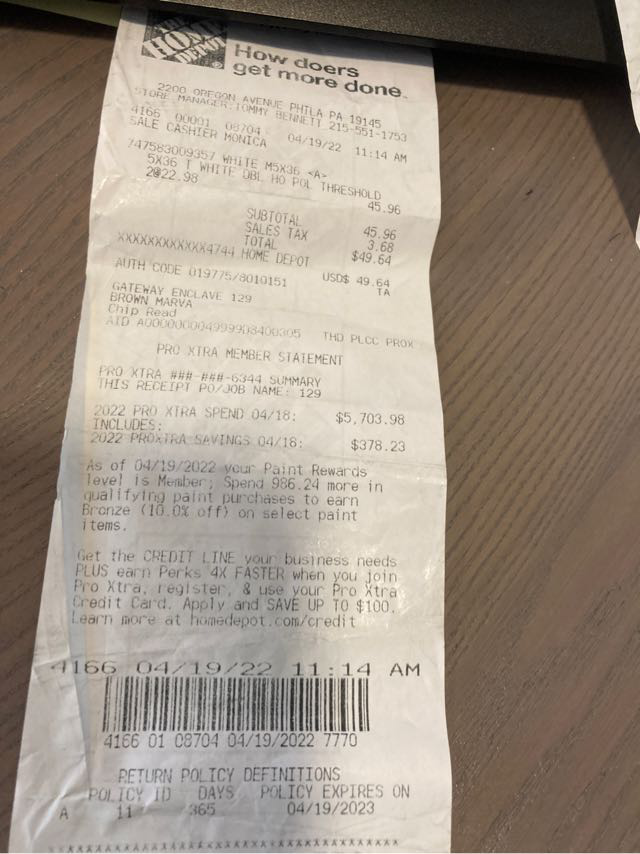 THE
HOME
DEPOT
How doers
get more done.
2200 OREGON AVENUE PHILA PA 19145
STORE MANAGER:TOMMY BENNETT 215-551-1753
4166 00001 08704 04/19/22 11:14 AM
SALE CASHIER MONICA
747583009357 WHITE M5X36 <A>
5X36 T WHITE DBL HO POL THRESHOLD
2@22.98 45.96
SUBTOTAL 45.96
SALES TAX 3.68
TOTAL $49.64
XXXXXXXXXXXX4744 HOME DEPOT
USD$ 49.64
AUTH CODE 019775/8010151 TA
GATEWAY ENCLAVE 129
BROWN MARVA
Chip Read
AID A0000000049999D8400305 THD PLCC PROX
PRO XTRA MEMBER STATEMENT
PRO XTRA ###-###-6344 SUMMARY
THIS RECEIPT PO/JOB NAME: 129
2022 PRO XTRA SPEND 04/18: $5,703.98
INCLUDES:
2022 PROXTRA SAVINGS 04/18: $378.23
As of 04/19/2022 your Paint Rewards
level is Member; Spend 986.24 more in
qualifying paint purchases to earn
Bronze (10.0% off) on select paint
items.
Get the CREDIT LINE your business needs
PLUS earn Perks 4X FASTER when you join
Pro Xtra, register, & use your Pro Xtra
Credit Card. Apply and SAVE UP TO $100.
Learn more at homedepot.com/credit
4166 04/19/22 11:14 AM
4166 01 08704 04/19/2022 7770
RETURN POLICY DEFINITIONS
POLICY ID DAYS POLICY EXPIRES ON
A 11 365 04/19/2023